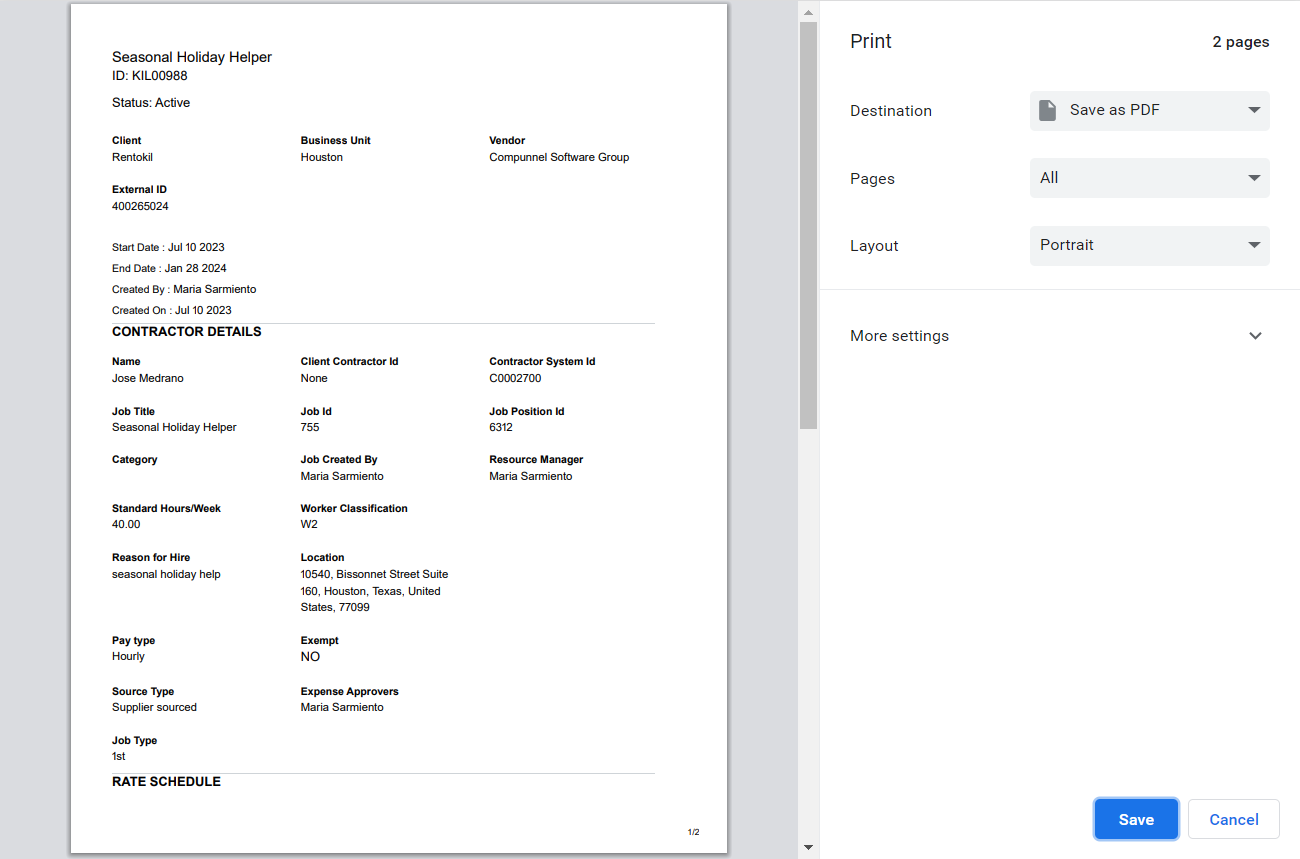 Seasonal Holiday Helper
ID: KIL00988
Status: Active
Client Business Unit Vendor
Rentokil Houston Compunnel Software Group
External ID
400265024
Start Date : Jul 10 2023
End Date : Jan 28 2024
Created By : Maria Sarmiento
Created On : Jul 10 2023
CONTRACTOR DETAILS
Name Client Contractor Id Contractor System Id
Jose Medrano None C0002700
Job Title Job Id Job Position Id
Seasonal Holiday Helper 755 6312
Category Job Created By Resource Manager
Maria Sarmiento Maria Sarmiento
Standard Hours/Week Worker Classification
40.00 W2
Reason for Hire Location
seasonal holiday help 10540, Bissonnet Street Suite
160, Houston, Texas, United
States, 77099
Pay type Exempt
Hourly NO
Source Type Expense Approvers
Supplier sourced Maria Sarmiento
Job Type
1st
RATE SCHEDULE
1/2
Print 2 pages
Destination Save as PDF
Pages All
Layout Portrait
More settings
Save Cancel